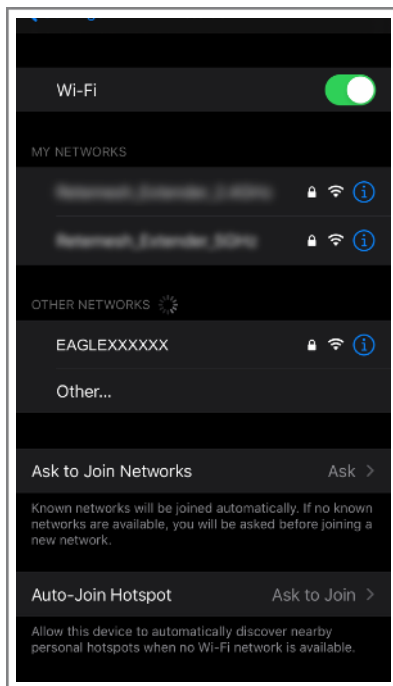 Wi-Fi
MY NETWORKS
OTHER NETWORKS
EAGLEXXXXXX
Other...
Ask to Join Networks Ask >
Known networks will be joined automatically. If no known
networks are available, you will be asked before joining a
new network.
Auto-Join Hotspot Ask to Join >
Allow this device to automatically discover nearby
personal hotspots when no Wi-Fi network is available.